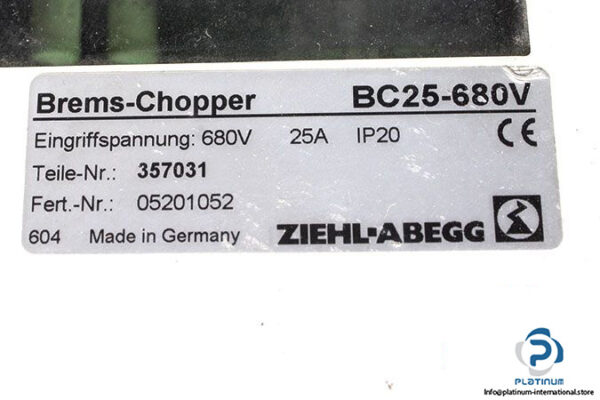 Brems-Chopper BC25-680V
Eingriffspannung: 680V 25A IP20 CE
Teile-Nr.: 357031
Fert.-Nr.: 05201052
604 Made in Germany ZIEHL-ABEGG
PLATINUM
Info@platinum-international.store